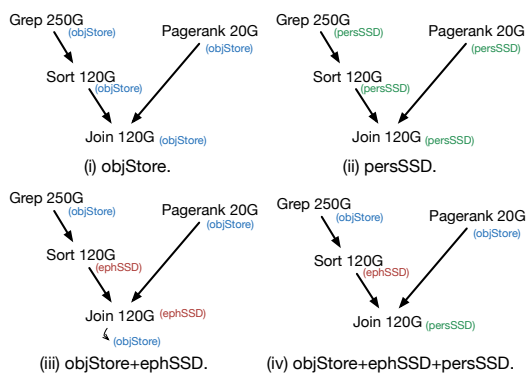 Grep 250G
(objStore)
Pagerank 20G
(objStore)
Sort 120G
(objStore)
Join 120G (objStore)
(i) objStore.
Grep 250G
(persSSD)
Pagerank 20G
(persSSD)
Sort 120G
(persSSD)
Join 120G (persSSD)
(ii) persSSD.
Grep 250G
(objStore)
Pagerank 20G
(objStore)
Sort 120G
(ephSSD)
Join 120G (ephSSD)
(objStore)
(iii) objStore+ephSSD.
Grep 250G
(objStore)
Pagerank 20G
(objStore)
Sort 120G
(ephSSD)
Join 120G (persSSD)
(iv) objStore+ephSSD+persSSD.